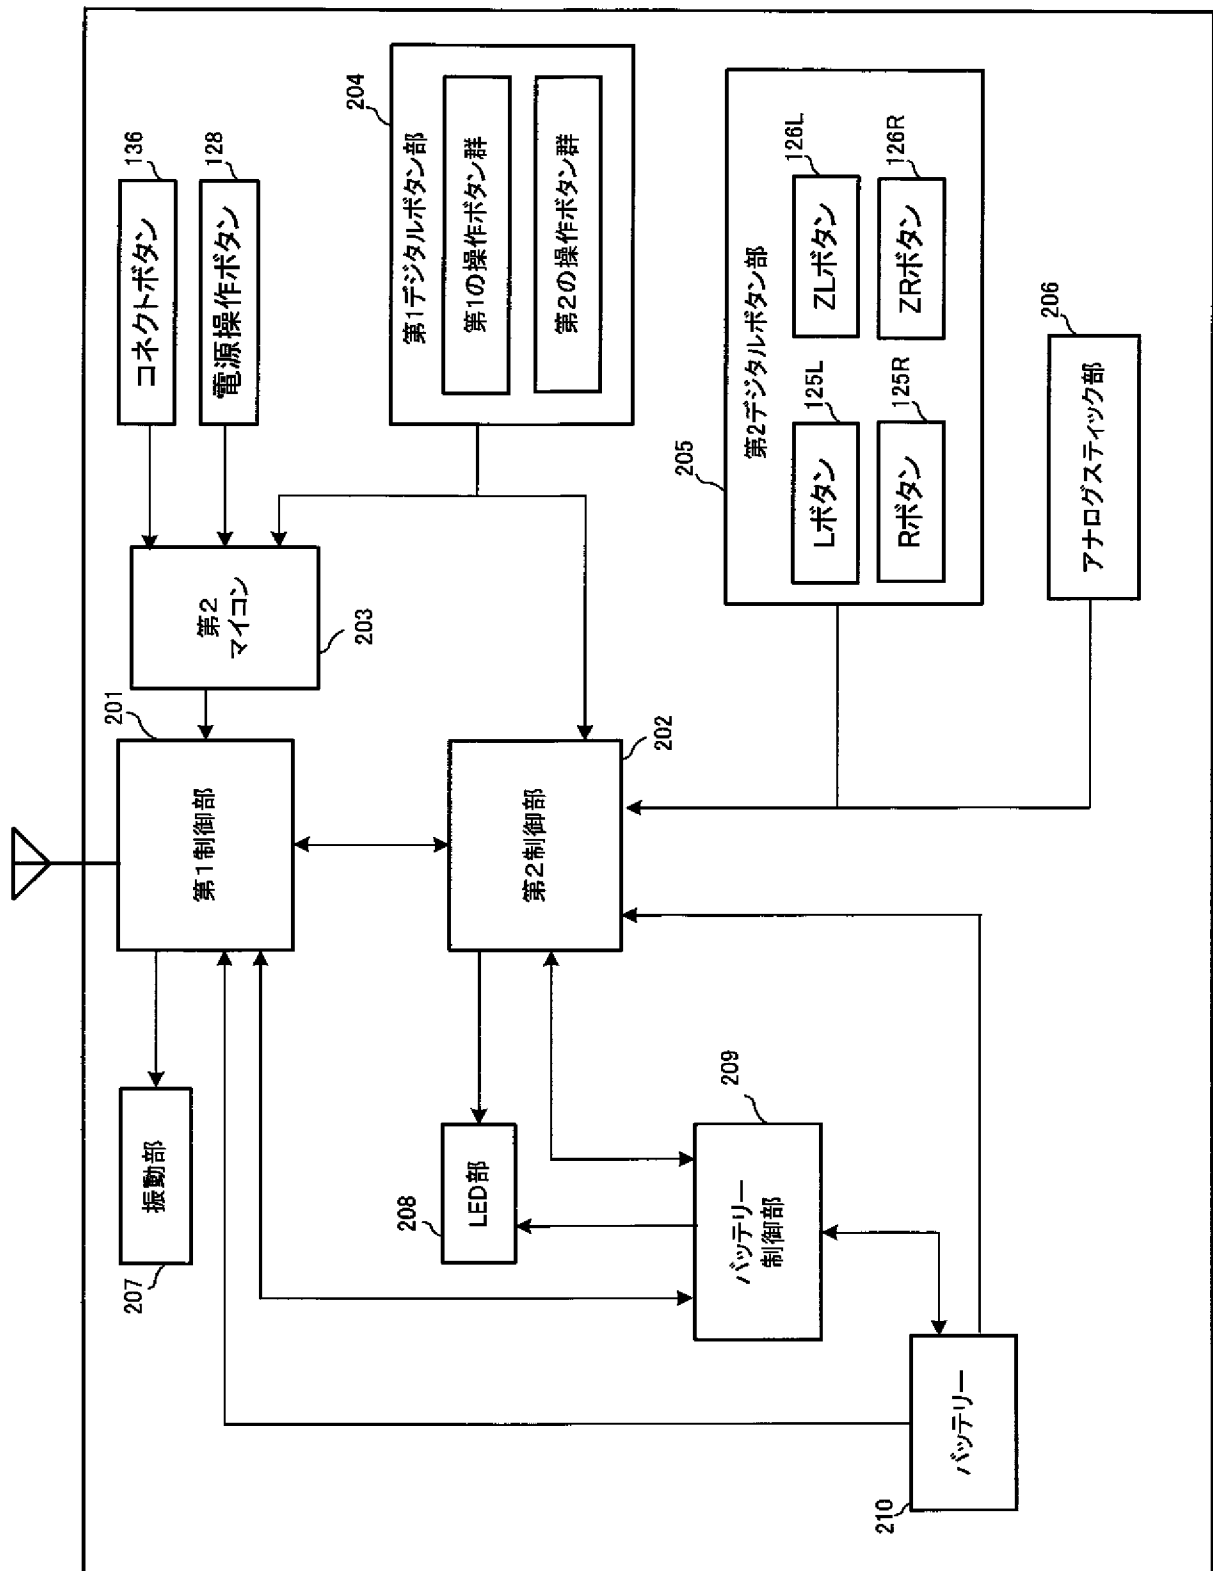 振動部
207
第1制御部
201
第2
マイコン
203
コネクトボタン
136
電源操作ボタン
128
第1デジタルボタン部
204
第1の操作ボタン群
第2の操作ボタン群
LED部
208
第2制御部
202
バッテリー
制御部
209
バッテリー
210
第2デジタルボタン部
205
Lボタン
125L
ZLボタン
126L
Rボタン
125R
ZRボタン
126R
アナログスティック部
206